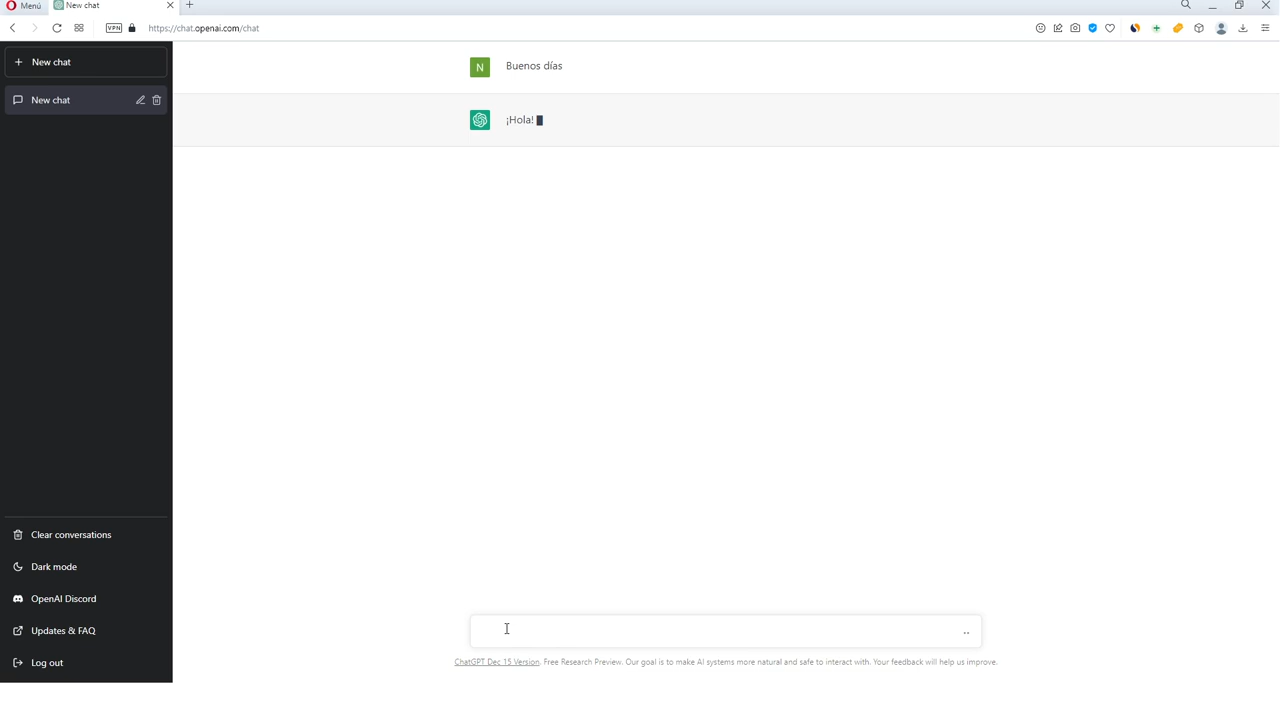 Menú
New chat
VPN
https://chat.openai.com/chat
New chat
New chat
Buenos días
N
¡Hola!
Clear conversations
Dark mode
OpenAI Discord
Updates & FAQ
Log out
ChatGPT Dec 15 Version. Free Research Preview. Our goal is to make AI systems more natural and safe to interact with. Your feedback will help us improve.